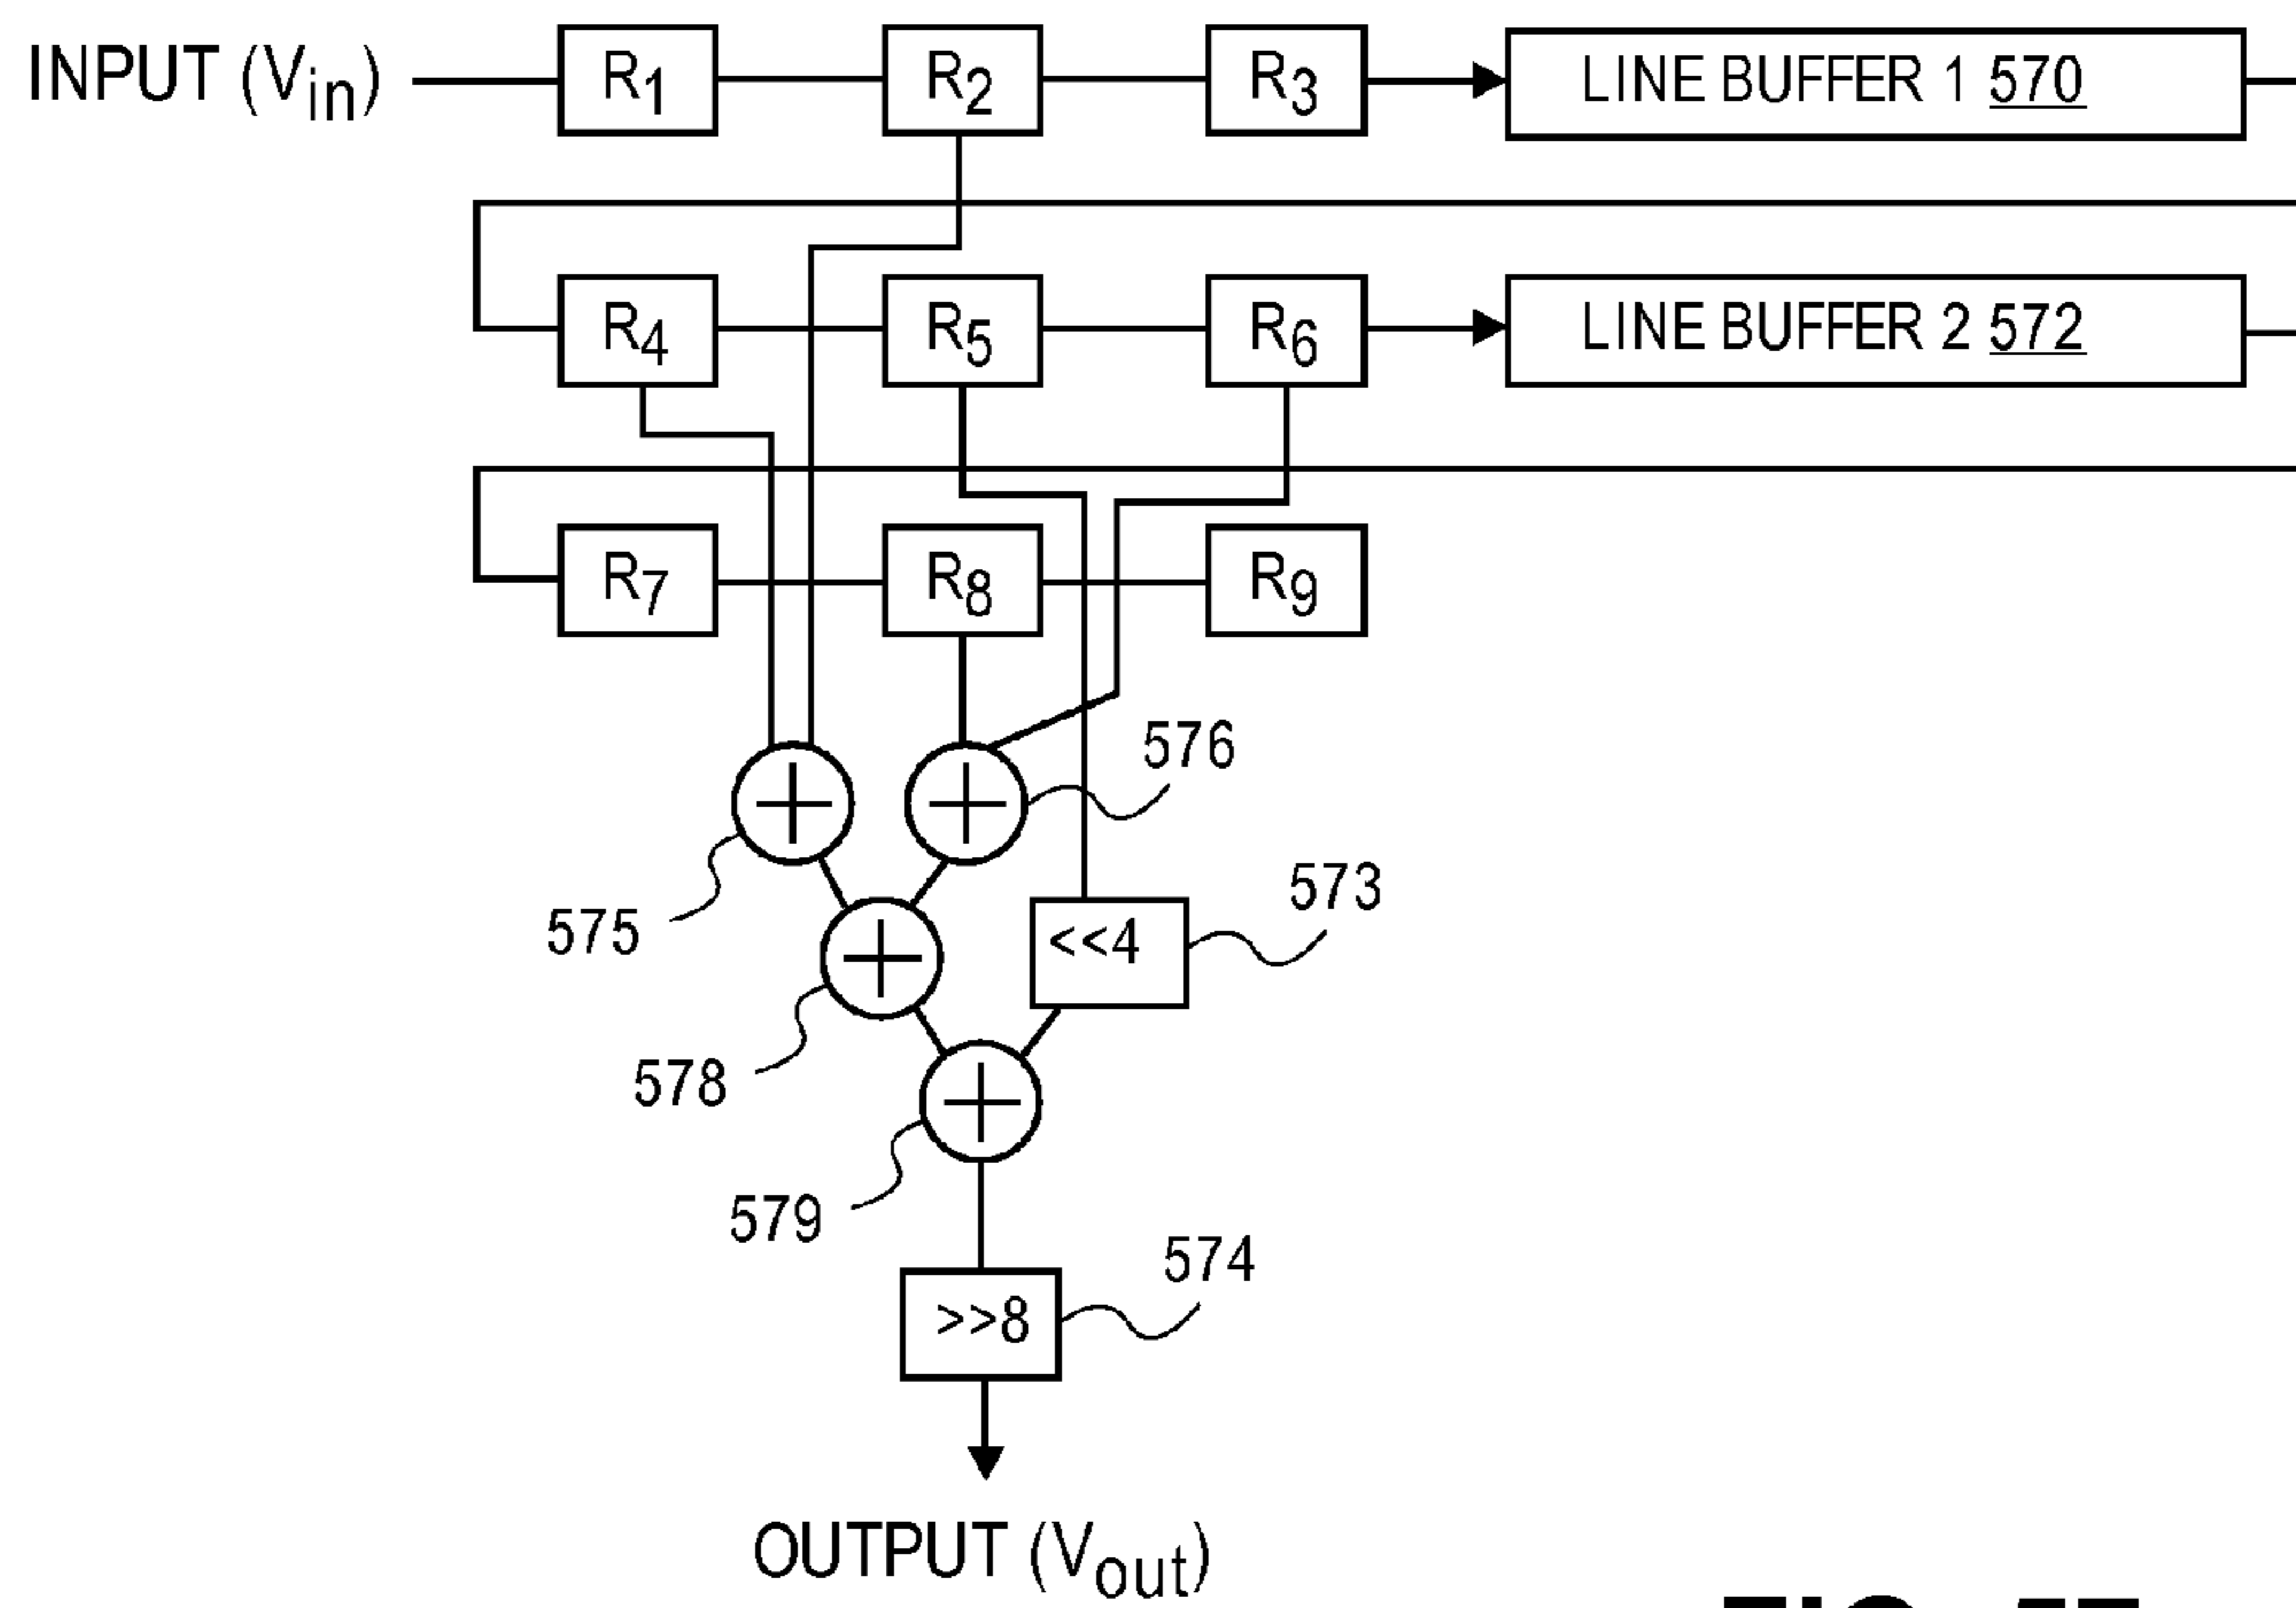 INPUT (Vin)
R1
R2
R3
LINE BUFFER 1 570
R4
R5
R6
LINE BUFFER 2 572
R7
R8
R9
576
573
<<4
575
578
579
574
>>8
OUTPUT (Vout)